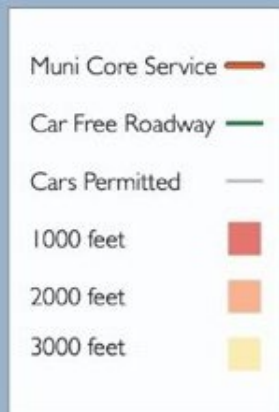 Muni Core Service
Car Free Roadway
Cars Permitted
1000 feet
2000 feet
3000 feet